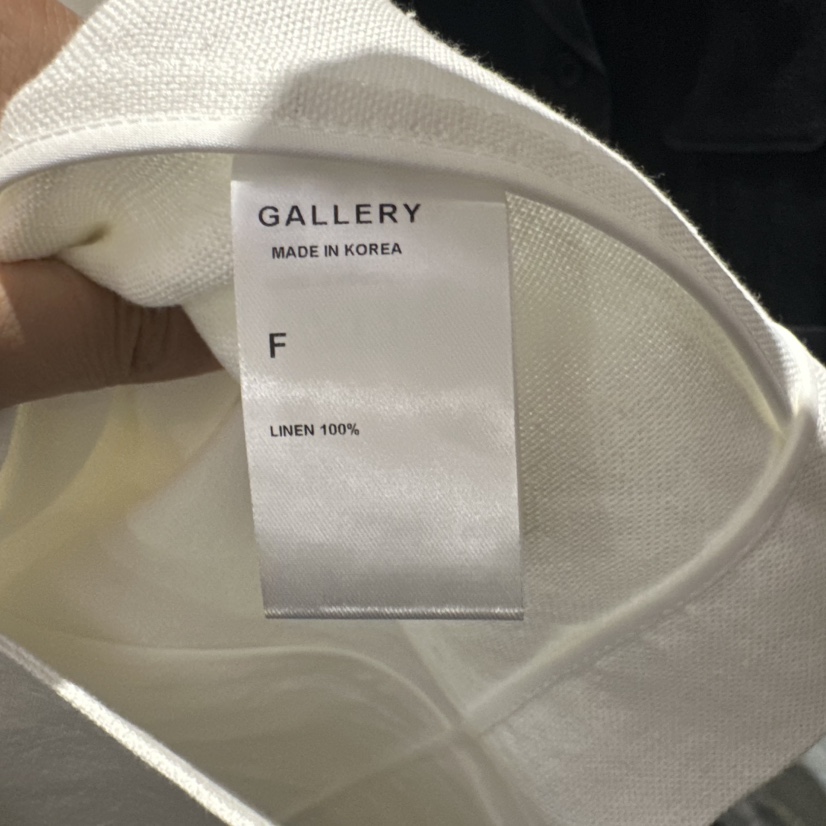 GALLERY
MADE IN KOREA
F
LINEN 100%